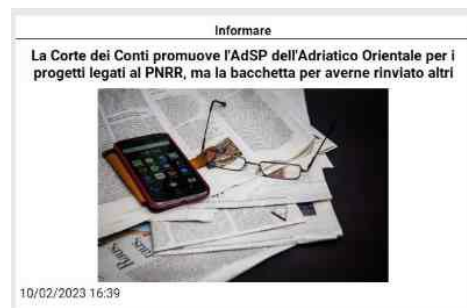 Informare
La Corte dei Conti promuove l'AdSP dell'Adriatico Orientale per i
progetti legati al PNRR, ma la bacchetta per averne rinviato altri
10/02/2023 16:39